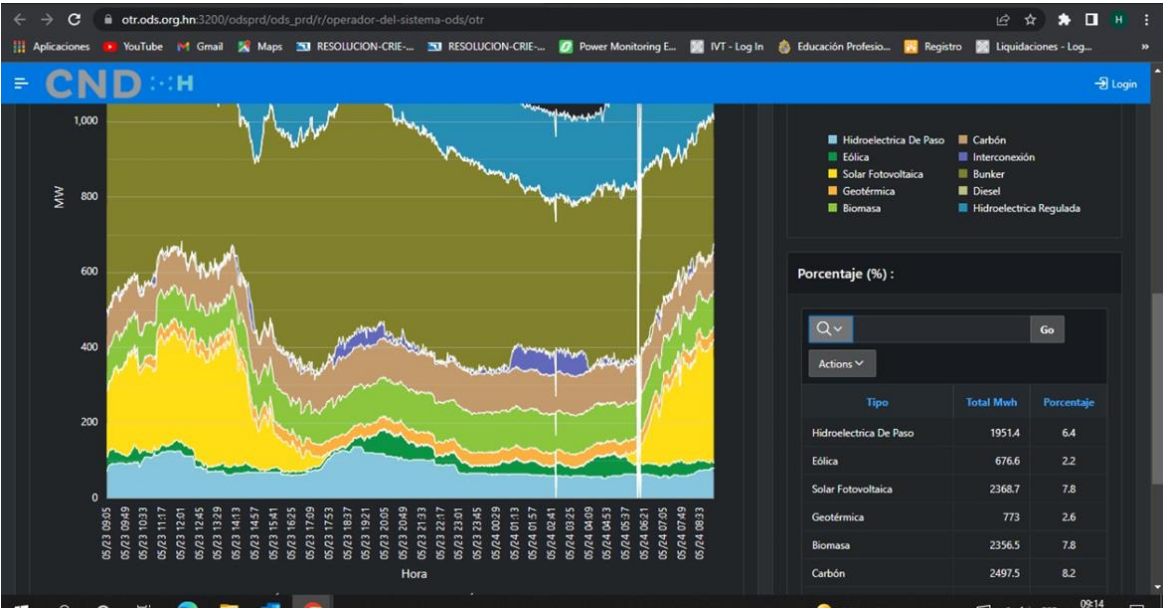 otr.ods.org.hn:3200/odsprd/ods_prd/r/operador-del-sistema-ods/otr
H
Aplicaciones YouTube Gmail Maps RESOLUCION-CRIE-... RESOLUCION-CRIE-... Power Monitoring E... IVT - Log In Educación Profesio... Registro Liquidaciones - Log... »
CND H Login
MW
1,000
800
600
400
200
0
05/23 09:05
05/23 09:49
05/23 10:33
05/23 11:17
05/23 12:01
05/23 12:45
05/23 13:29
05/23 14:13
05/23 14:57
05/23 15:41
05/23 16:25
05/23 17:09
05/23 17:53
05/23 18:37
05/23 19:21
05/23 20:05
05/23 20:49
05/23 21:33
05/23 22:17
05/23 23:01
05/23 23:45
05/24 00:29
05/24 01:13
05/24 01:57
05/24 02:41
05/24 03:25
05/24 04:09
05/24 04:53
05/24 05:37
05/24 06:21
05/24 07:05
05/24 07:49
05/24 08:33
Hora
Hidroelectrica De Paso Carbón
Eólica Interconexión
Solar Fotovoltaica Bunker
Geotérmica Diesel
Biomasa Hidroelectrica Regulada
Porcentaje (%) :
Go
Actions
Tipo Total Mwh Porcentaje
Hidroelectrica De Paso 1951.4 6.4
Eólica 676.6 2.2
Solar Fotovoltaica 2368.7 7.8
Geotérmica 773 2.6
Biomasa 2356.5 7.8
Carbón 2497.5 8.2
09:14